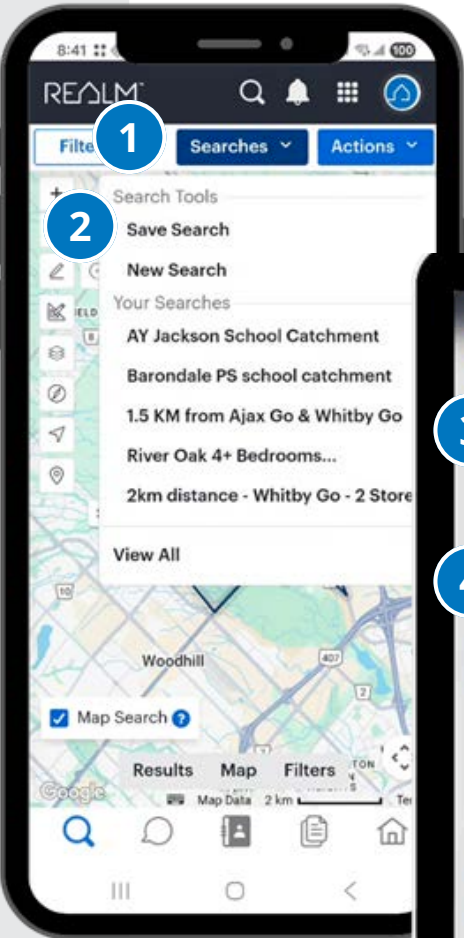 8:41
100
REALM
1
Searches
Actions
Search Tools
2
Save Search
New Search
Your Searches
AY Jackson School Catchment
Barondale PS school catchment
1.5 KM from Ajax Go & Whitby Go
River Oak 4+ Bedrooms...
2km distance - Whitby Go - 2 Store
View All
10
Woodhill
407
2
Map Search ?
Results Map Filters
Google
Map Data 2 km